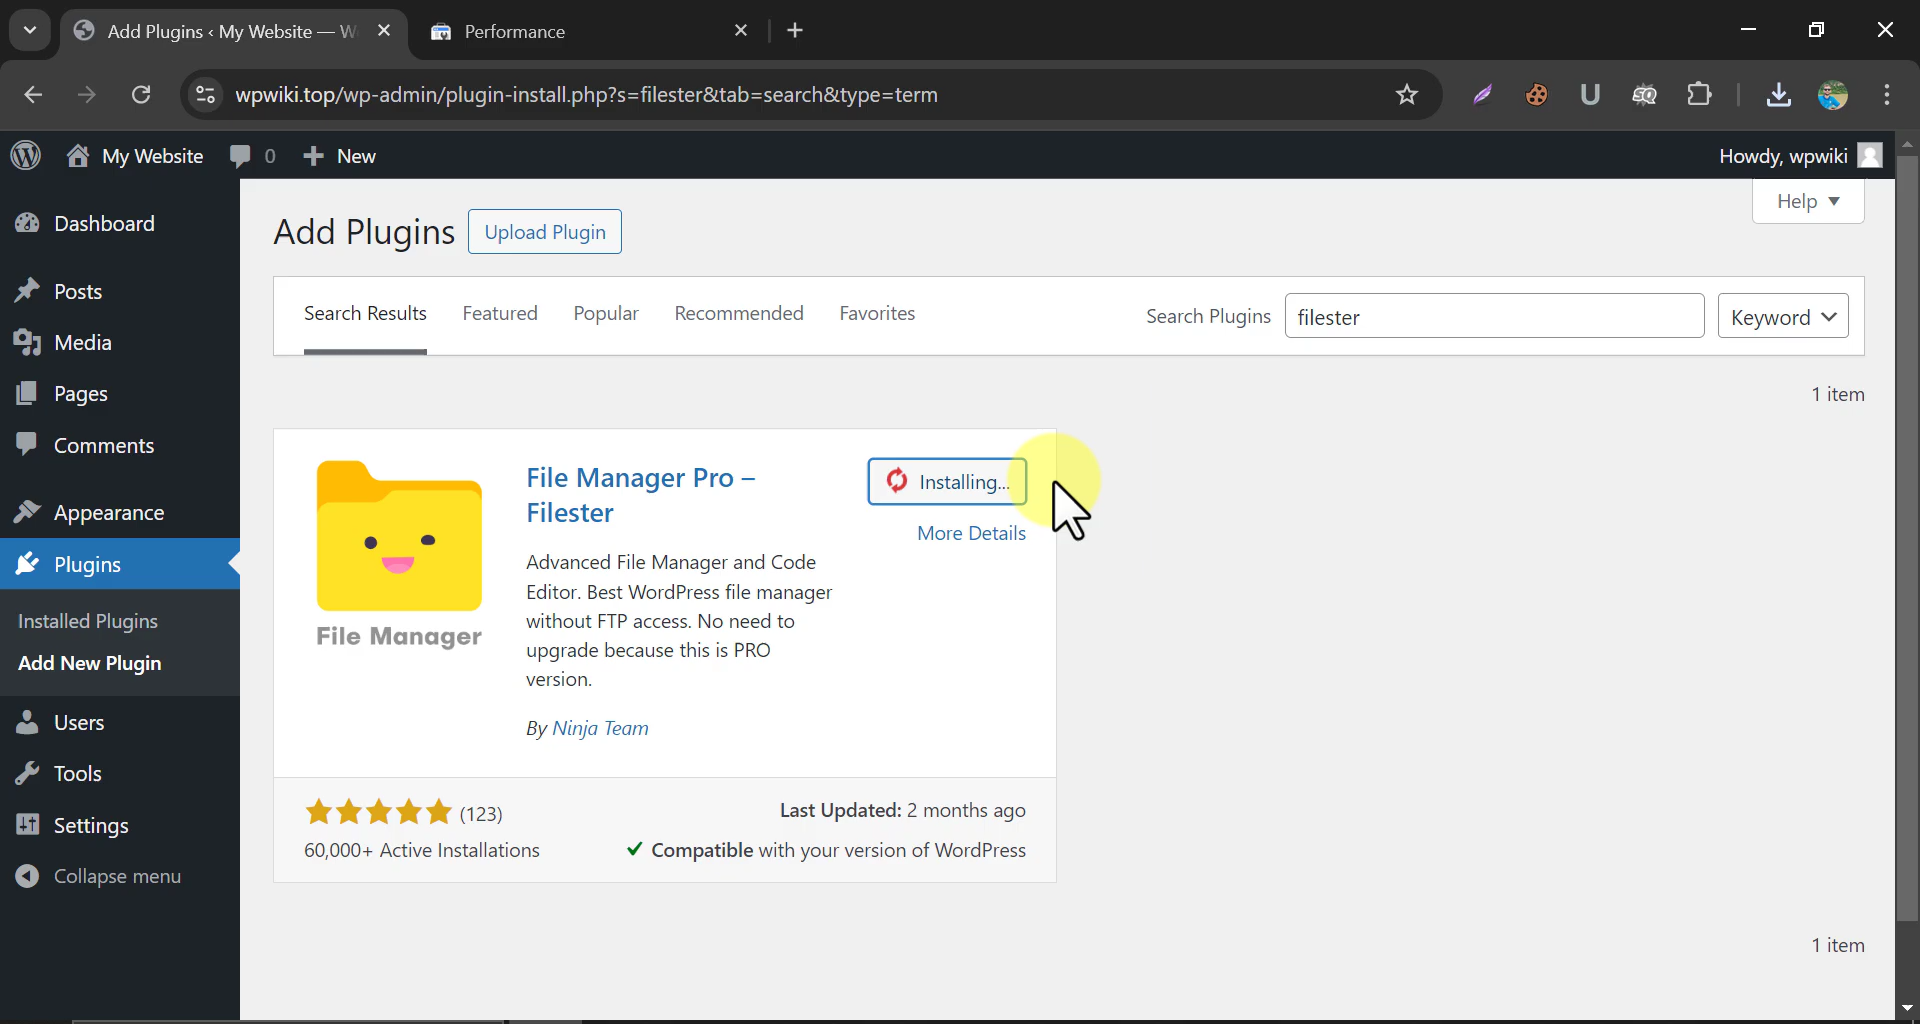 Add Plugins ‹ My Website — W
Performance
wpwiki.top/wp-admin/plugin-install.php?s=filester&tab=search&type=term
My Website
0
New
Howdy, wpwiki
Help
Dashboard
Posts
Media
Pages
Comments
Appearance
Plugins
Installed Plugins
Add New Plugin
Users
Tools
Settings
Collapse menu
Add Plugins
Upload Plugin
Search Results
Featured
Popular
Recommended
Favorites
Search Plugins
filester
Keyword
1 item
File Manager
File Manager Pro –
Filester
Installing...
More Details
Advanced File Manager and Code
Editor. Best WordPress file manager
without FTP access. No need to
upgrade because this is PRO
version.
By Ninja Team
(123)
60,000+ Active Installations
Last Updated: 2 months ago
Compatible with your version of WordPress
1 item